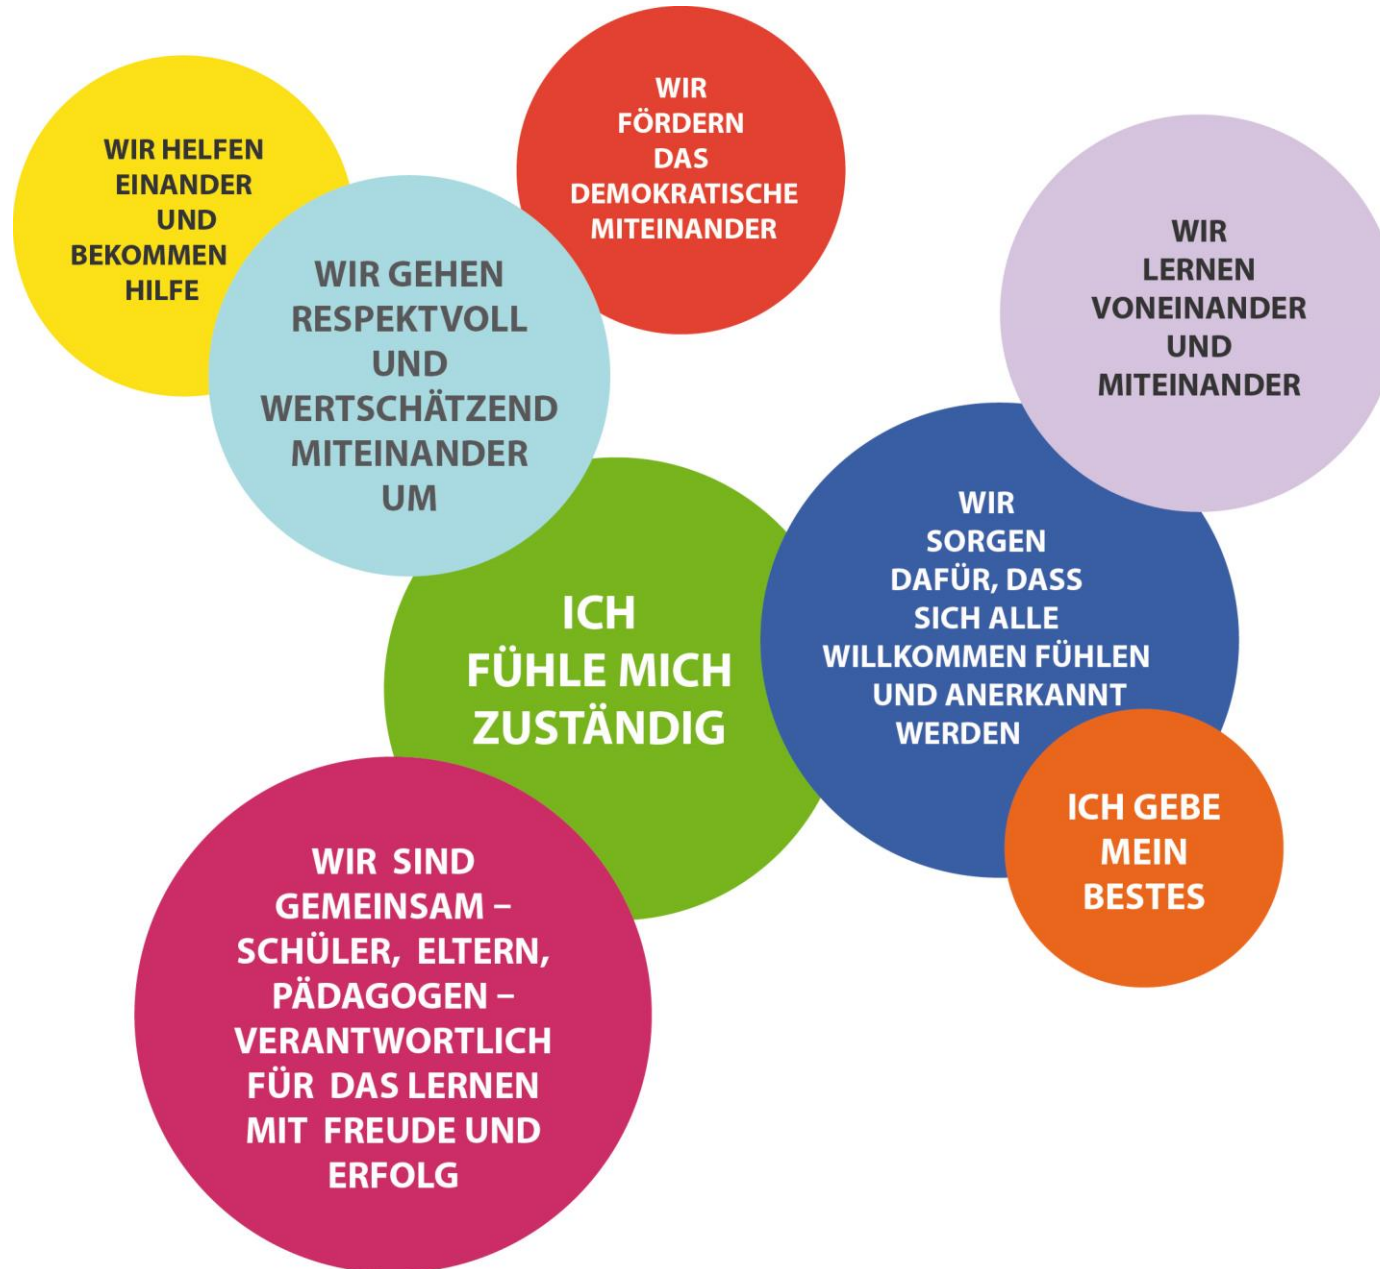 WIR HELFEN
EINANDER
UND
BEKOMMEN
HILFE
WIR
FÖRDERN
DAS
DEMOKRATISCHE
MITEINANDER
WIR GEHEN
RESPEKTVOLL
UND
WERTSCHÄTZEND
MITEINANDER
UM
WIR
LERNEN
VONEINANDER
UND
MITEINANDER
ICH
FÜHLE MICH
ZUSTÄNDIG
WIR
SORGEN
DAFÜR, DASS
SICH ALLE
WILLKOMMEN FÜHLEN
UND ANERKANNT
WERDEN
ICH GEBE
MEIN
BESTES
WIR SIND
GEMEINSAM –
SCHÜLER, ELTERN,
PÄDAGOGEN –
VERANTWORTLICH
FÜR DAS LERNEN
MIT FREUDE UND
ERFOLG